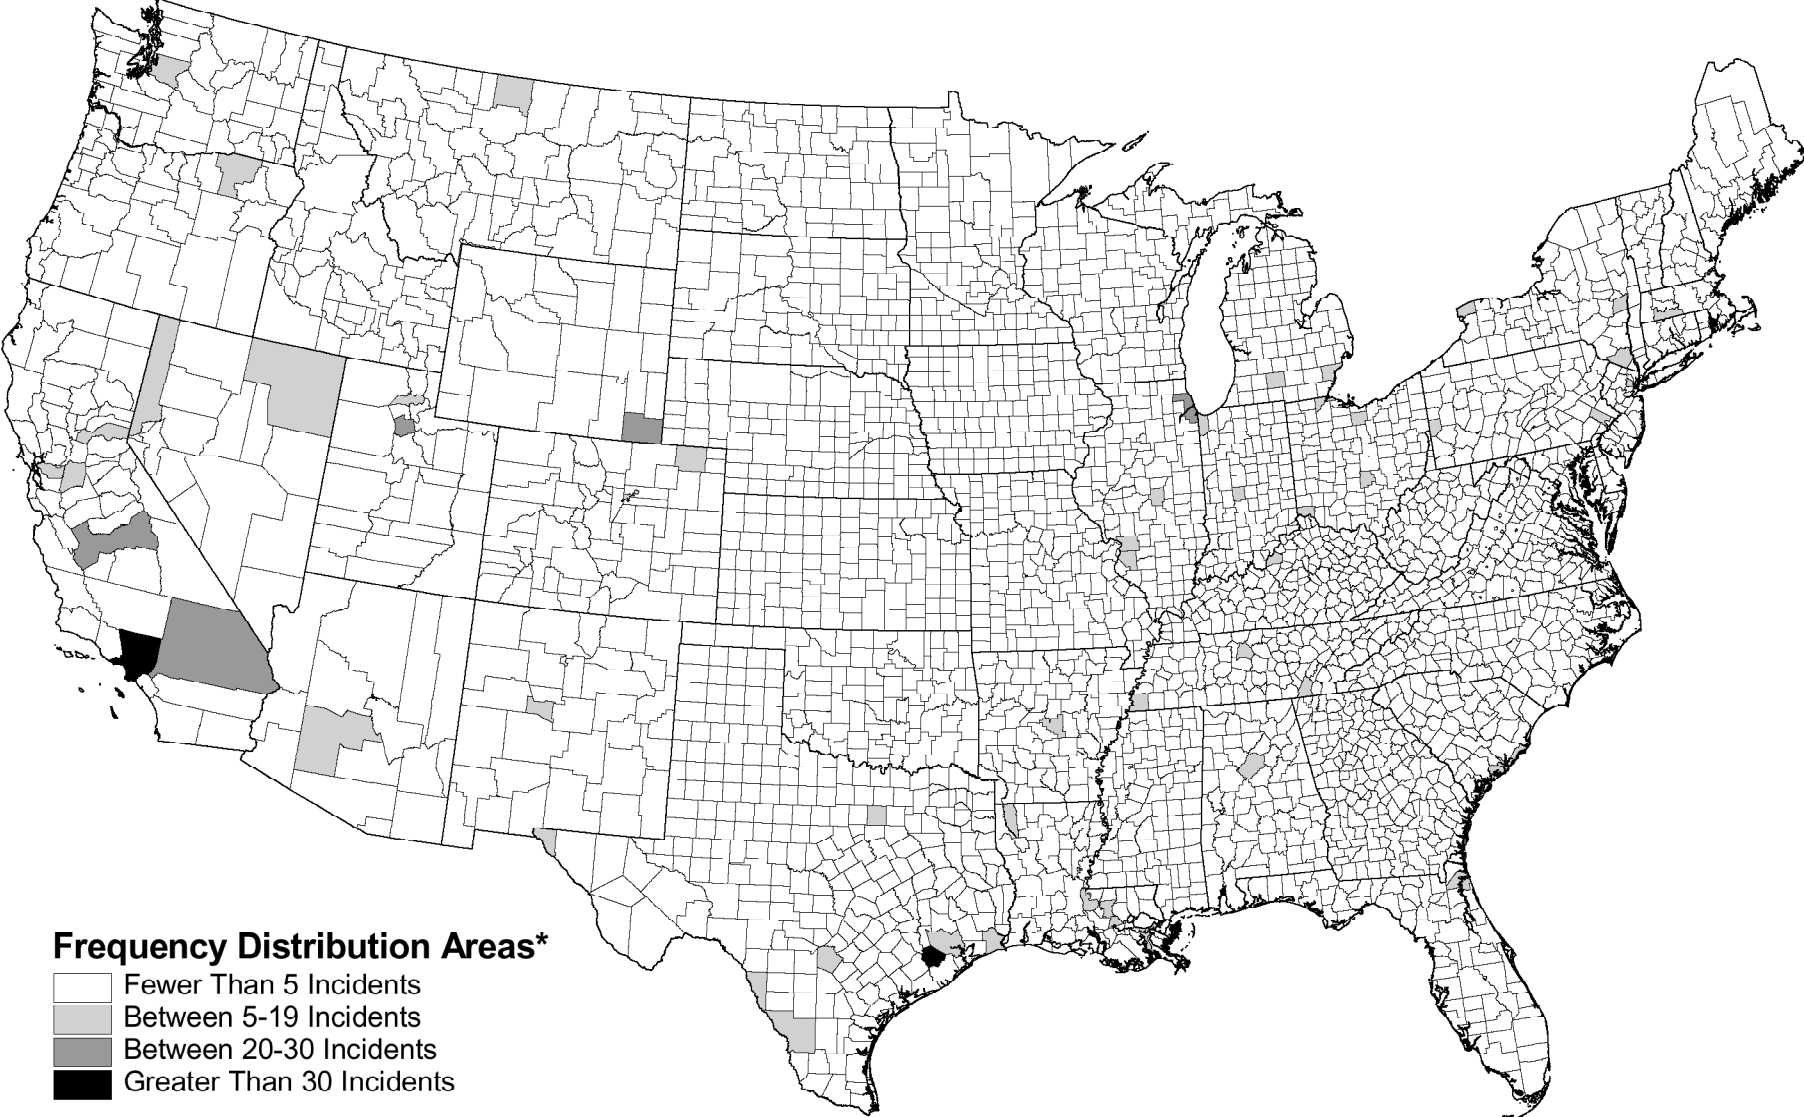 Frequency Distribution Areas*
Fewer Than 5 Incidents
Between 5-19 Incidents
Between 20-30 Incidents
Greater Than 30 Incidents